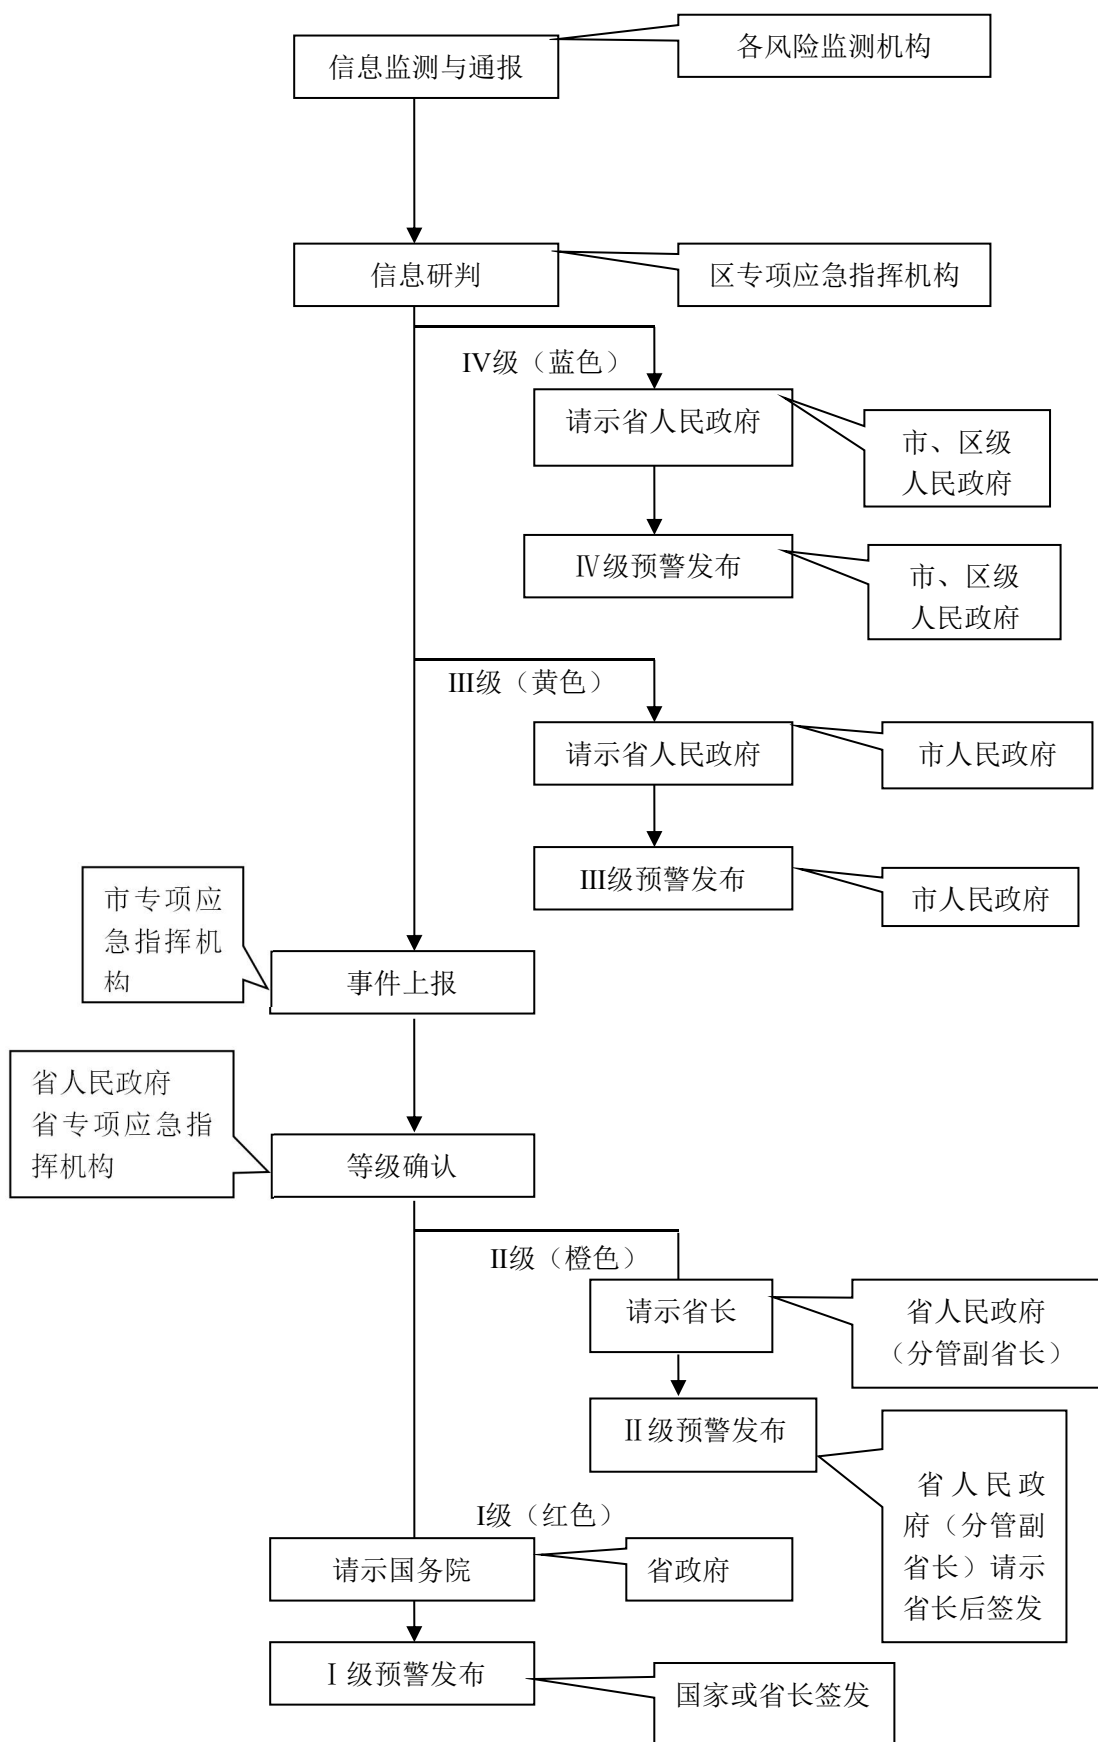 各风险监测机构
信息监测与通报
信息研判
区专项应急指挥机构
IV级（蓝色）
请示省人民政府
市、区级
人民政府
Ⅳ级预警发布
市、区级
人民政府
III级（黄色）
请示省人民政府
市人民政府
III级预警发布
市人民政府
市专项应
急指挥机
构
事件上报
省人民政府
省专项应急指
挥机构
等级确认
II级（橙色）
请示省长
省人民政府
（分管副省长）
Ⅱ级预警发布
省人民政
府（分管副
省长）请示
省长后签发
I级（红色）
请示国务院
省政府
Ⅰ级预警发布
国家或省长签发